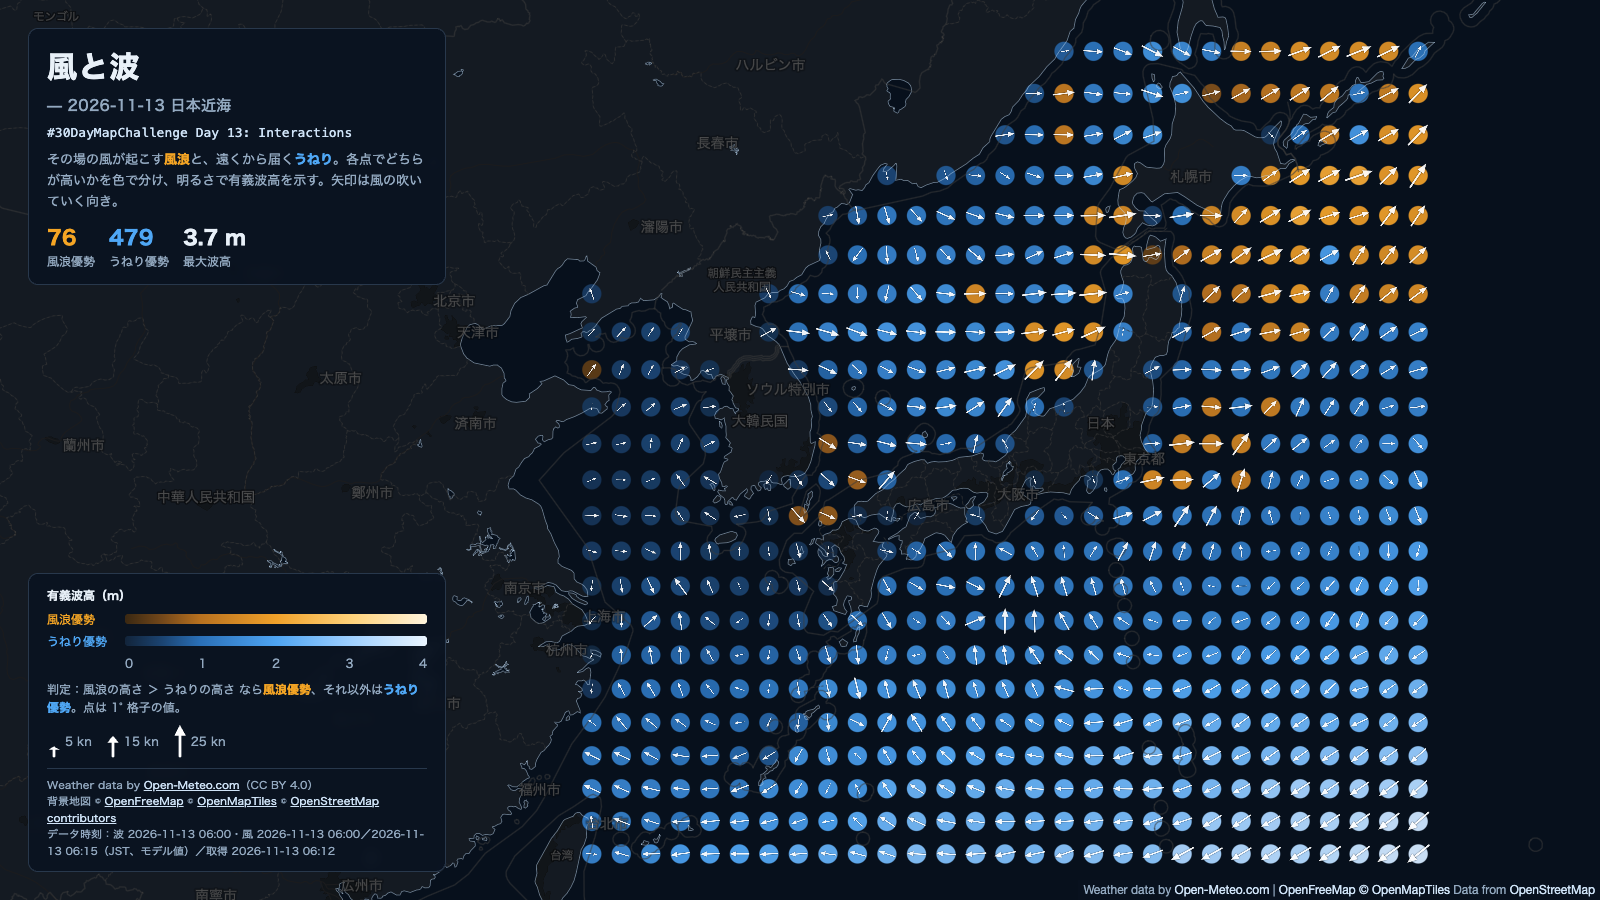 モンゴル
風と波
— 2026-11-13 日本近海
#30DayMapChallenge Day 13: Interactions
その場の風が起こす風浪と、遠くから届くうねり。各点でどちら
が高いかを色で分け、明るさで有義波高を示す。矢印は風の吹い
ていく向き。
76 479 3.7 m
風浪優勢 うねり優勢 最大波高
ハルビン市
長春市
瀋陽市
札幌市
朝鮮民主主義
人民共和国
北京市
天津市
平壌市
太原市
ソウル特別市
済南市
大韓民国
日本
蘭州市
東京都
中華人民共和国
鄭州市
大阪市
広島市
南京市
上海市
杭州市
福州市
台湾
広州市
南寧市
有義波高（m）
風浪優勢
うねり優勢
0 1 2 3 4
判定：風浪の高さ ＞ うねりの高さ なら風浪優勢、それ以外はうねり
優勢。点は 1° 格子の値。
5 kn 15 kn 25 kn
Weather data by Open-Meteo.com（CC BY 4.0）
背景地図 © OpenFreeMap © OpenMapTiles © OpenStreetMap
contributors
データ時刻：波 2026-11-13 06:00・風 2026-11-13 06:00／2026-11-
13 06:15（JST、モデル値）／取得 2026-11-13 06:12
Weather data by Open-Meteo.com | OpenFreeMap © OpenMapTiles Data from OpenStreetMap